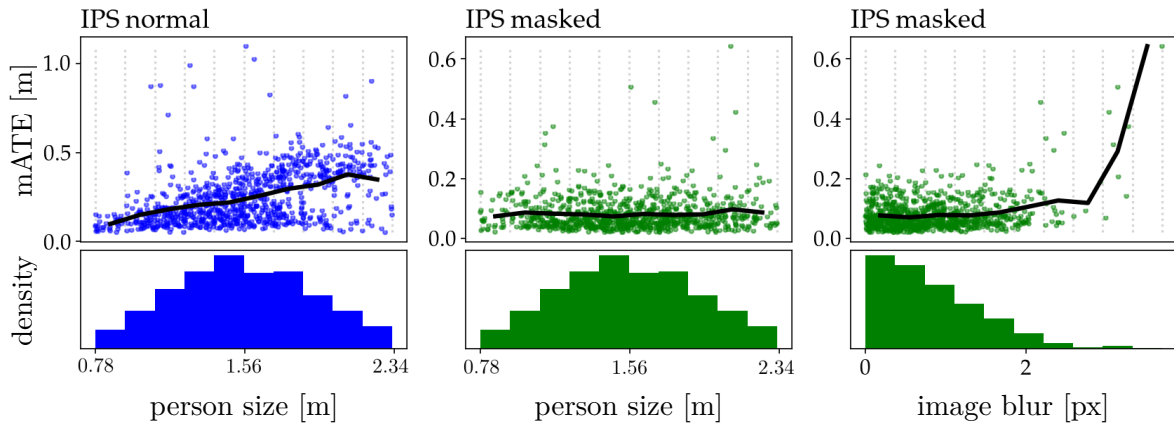 IPS normal
IPS masked
IPS masked
mATE [m]
1.0
0.5
0.0
0.6
0.4
0.2
0.0
0.6
0.4
0.2
0.0
density
0.78
1.56
2.34
0.78
1.56
2.34
0
2
person size [m]
person size [m]
image blur [px]